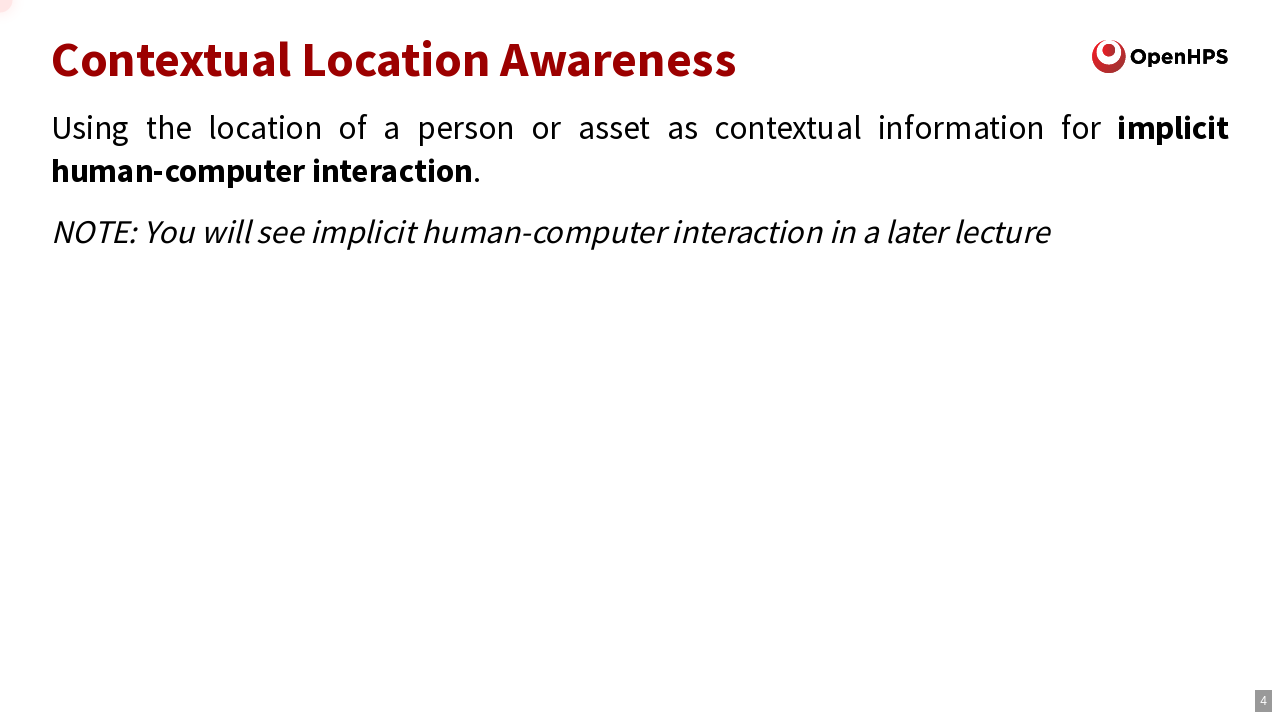 Contextual Location Awareness
OpenHPS
Using the location of a person or asset as contextual information for implicit
human-computer interaction.
NOTE: You will see implicit human-computer interaction in a later lecture
4